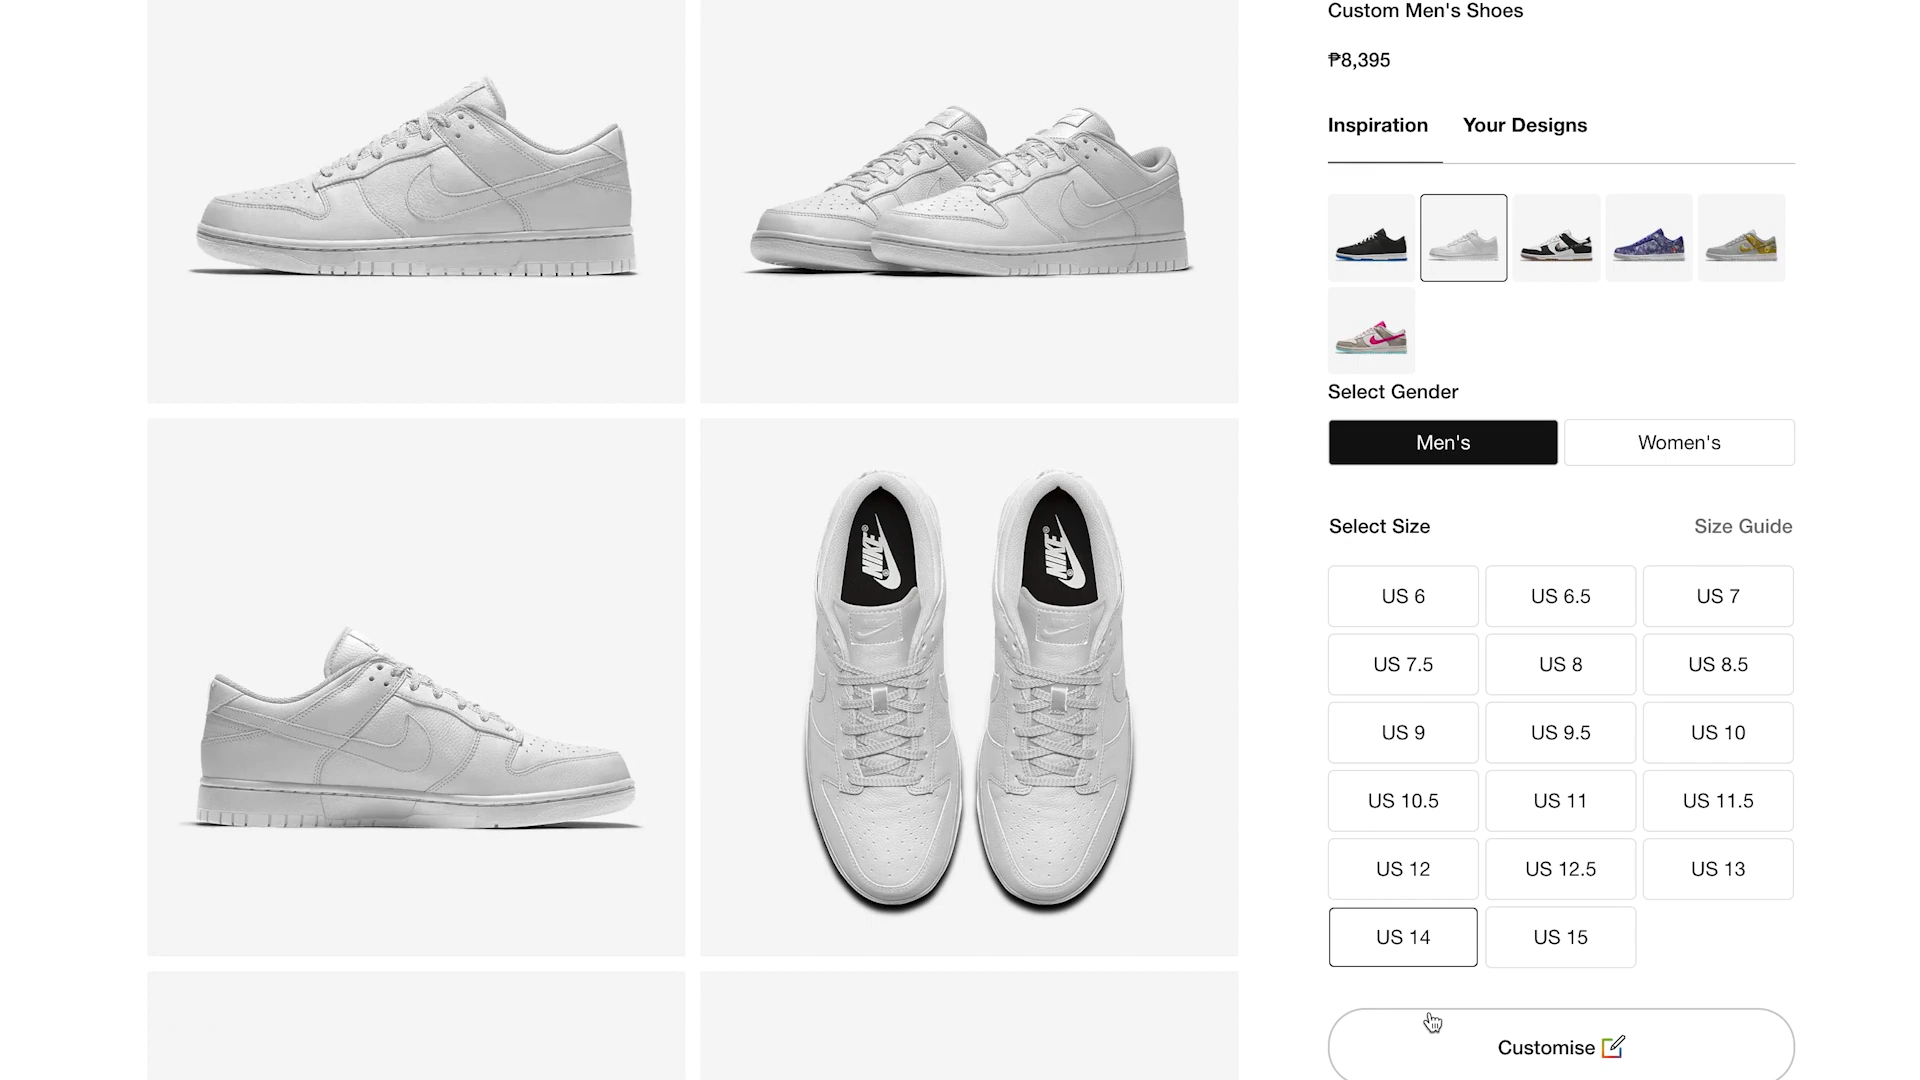 Custom Men's Shoes
₱8,395
Inspiration
Your Designs
Select Gender
Men's
Women's
Select Size
Size Guide
US 6
US 6.5
US 7
US 7.5
US 8
US 8.5
US 9
US 9.5
US 10
US 10.5
US 11
US 11.5
US 12
US 12.5
US 13
US 14
US 15
Customise
NIKE
NIKE